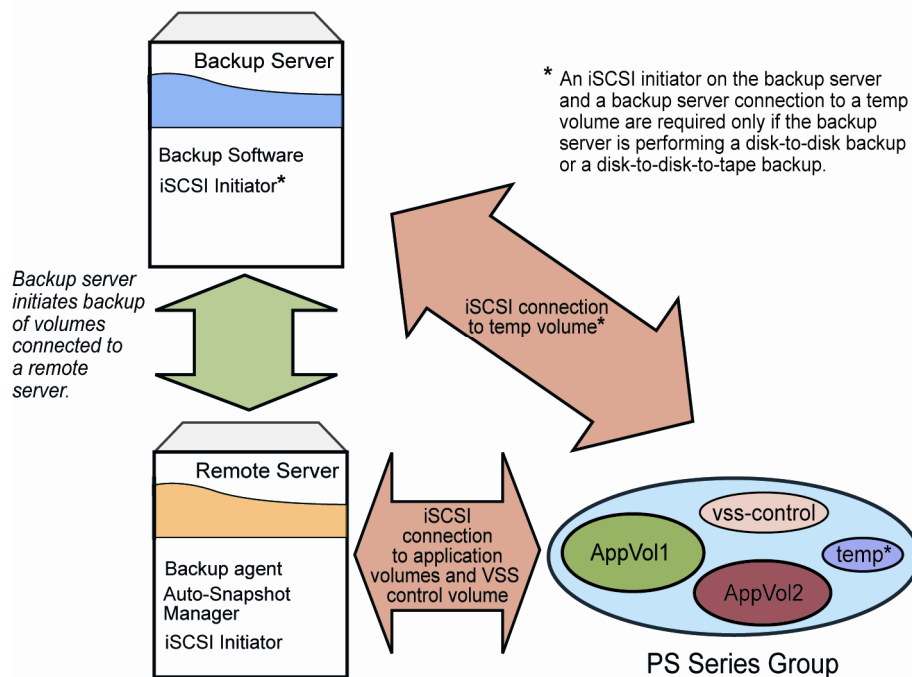 Backup Server
Backup Software
iSCSI Initiator*
* An iSCSI initiator on the backup server
and a backup server connection to a temp
volume are required only if the backup
server is performing a disk-to-disk backup
or a disk-to-disk-to-tape backup.
Backup server
initiates backup
of volumes
connected to
a remote
server.
iSCSI connection
to temp volume*
Remote Server
Backup agent
Auto-Snapshot
Manager
iSCSI Initiator
iSCSI
connection
to application
volumes and VSS
control volume
vss-control
AppVol1
temp*
AppVol2
PS Series Group